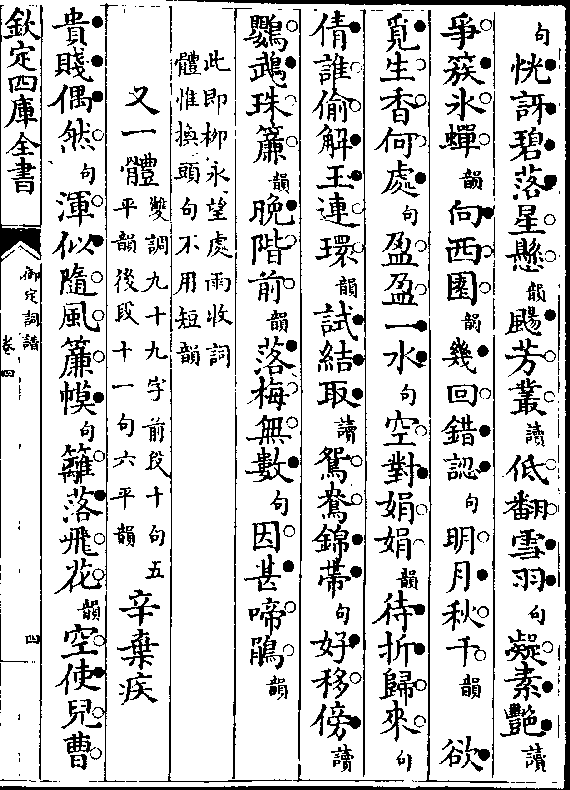 句恍訝碧落星懸韻颺芳叢讀低翻雪羽句凝素艷讀
爭簇氷蟬韻向西園韻幾回錯認句明月秋千韻　欲
覓生香何處句盈盈一水句空對娟娟韻待折歸來句
倩誰偷解玉連環韻試結取讀鴛鴦錦帶句好移傍讀
鸚鵡珠簾韻晚階前韻落梅無數句因甚啼鵑韻
此即柳永望處雨收詞
體惟換頭句不用短韻
又一體雙調九十九字前段十句五
平韻後段十一句六平韻　辛棄疾
貴賤偶然句渾似隨風簾幙句籬落飛花韻空使兒曹
欽定四庫全書
御定詞譜
卷四
四